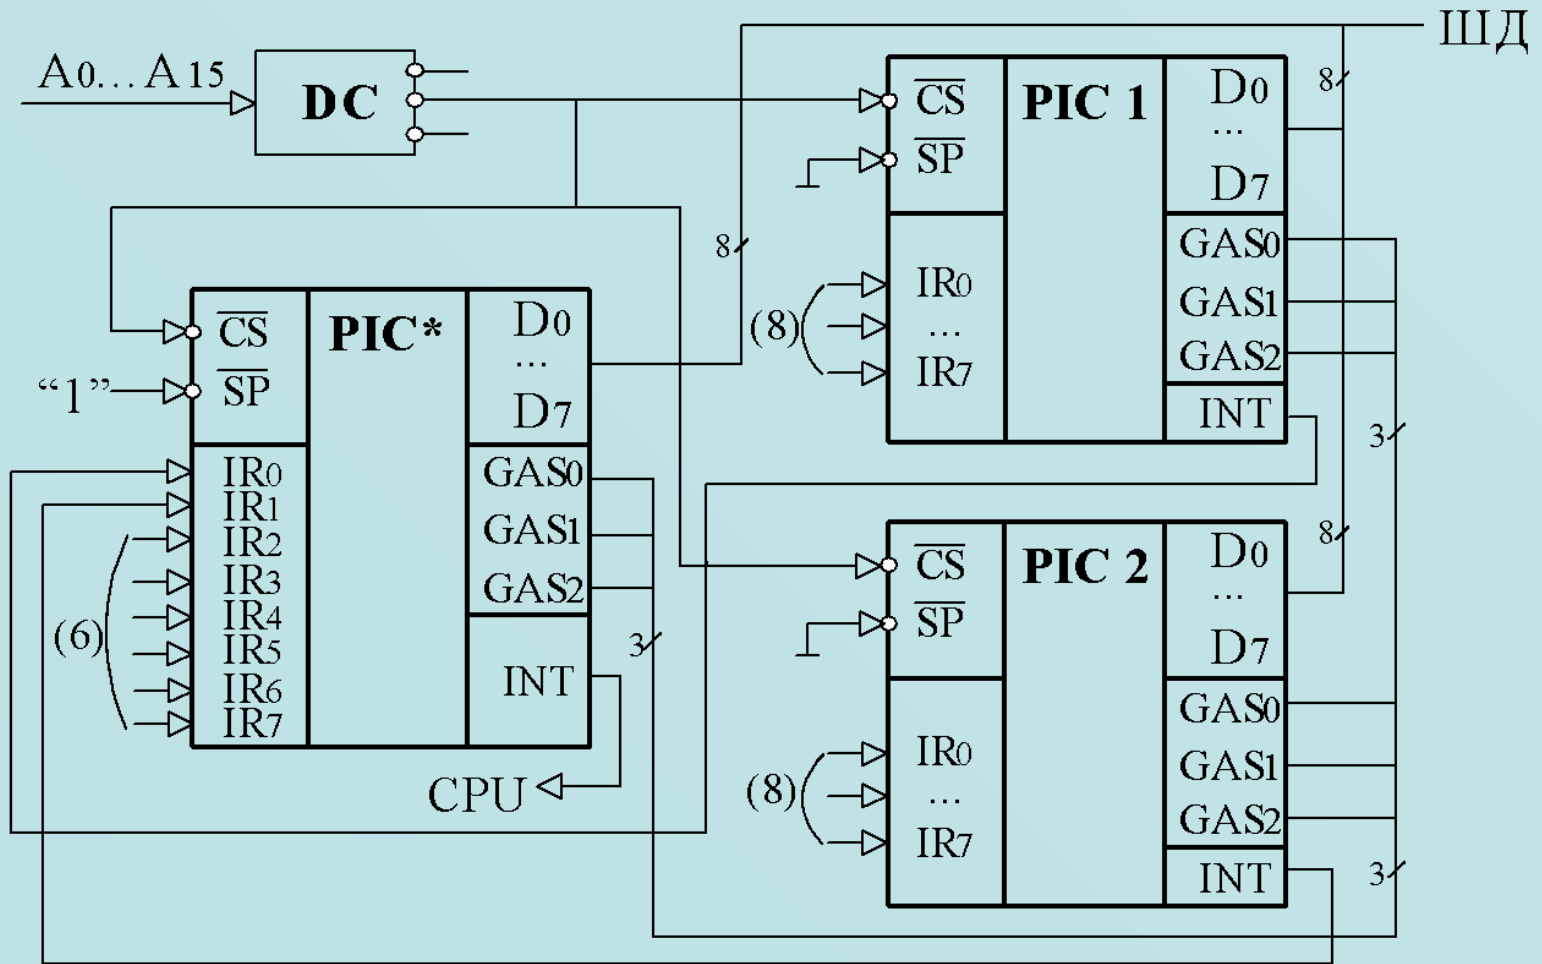 ШД
A0...A15
DC
CS
SP
IR0
...
IR7
(8)
PIC 1
D0
...
D7
GAS0
GAS1
GAS2
INT
8
8
3
CS
SP
“1”
IR0
IR1
IR2
IR3
IR4
IR5
IR6
IR7
(6)
PIC*
D0
...
D7
GAS0
GAS1
GAS2
INT
3
CPU
CS
SP
IR0
...
IR7
(8)
PIC 2
D0
...
D7
GAS0
GAS1
GAS2
INT
8
3